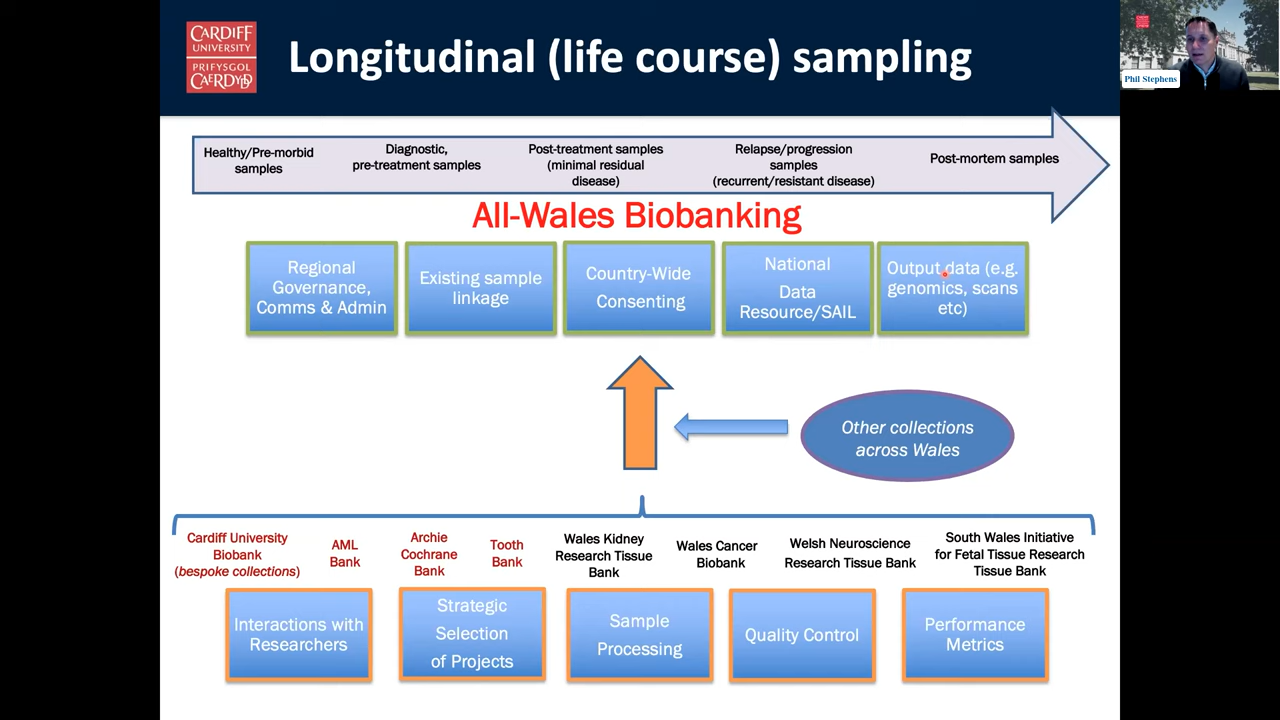 CARDIFF
UNIVERSITY
PRIFYSGOL
CAERDYDD
Longitudinal (life course) sampling
Phil Stephens
Healthy/Pre-morbid
samples
Diagnostic,
pre-treatment samples
Post-treatment samples
(minimal residual
disease)
Relapse/progression
samples
(recurrent/resistant disease)
Post-mortem samples
All-Wales Biobanking
Regional
Governance,
Comms & Admin
Existing sample
linkage
Country-Wide
Consenting
National
Data
Resource/SAIL
Output data (e.g.
genomics, scans
etc)
Other collections
across Wales
Cardiff University
Biobank
(bespoke collections)
AML
Bank
Archie
Cochrane
Bank
Tooth
Bank
Wales Kidney
Research Tissue
Bank
Wales Cancer
Biobank
Welsh Neuroscience
Research Tissue Bank
South Wales Initiative
for Fetal Tissue Research
Tissue Bank
Interactions with
Researchers
Strategic
Selection
of Projects
Sample
Processing
Quality Control
Performance
Metrics